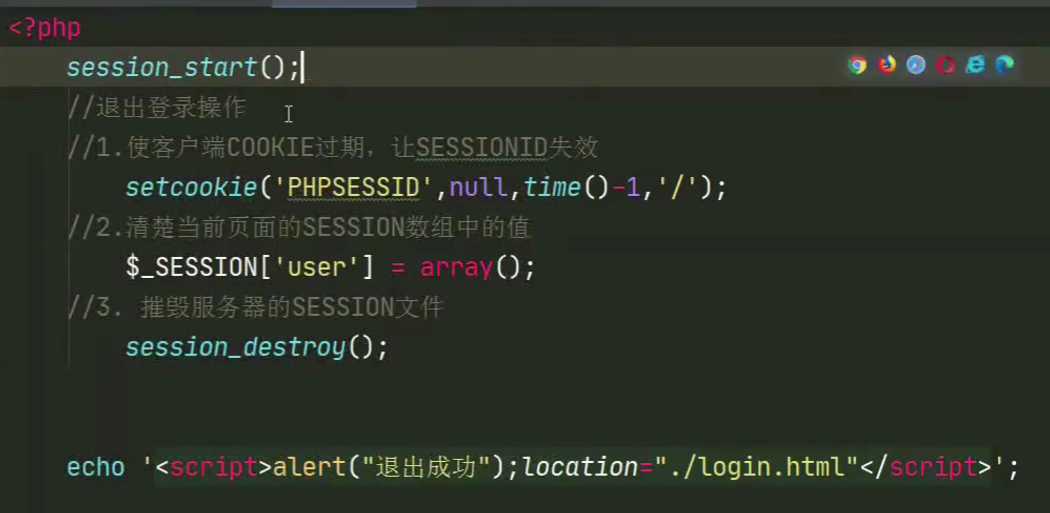 <?php
session_start();
//退出登录操作
//1.使客户端COOKIE过期，让SESSIONID失效
setcookie('PHPSESSID',null,time()-1,'/');
//2.清楚当前页面的SESSION数组中的值
$_SESSION['user'] = array();
//3. 摧毁服务器的SESSION文件
session_destroy();
echo '<script>alert("退出成功");location="./login.html"</script>';